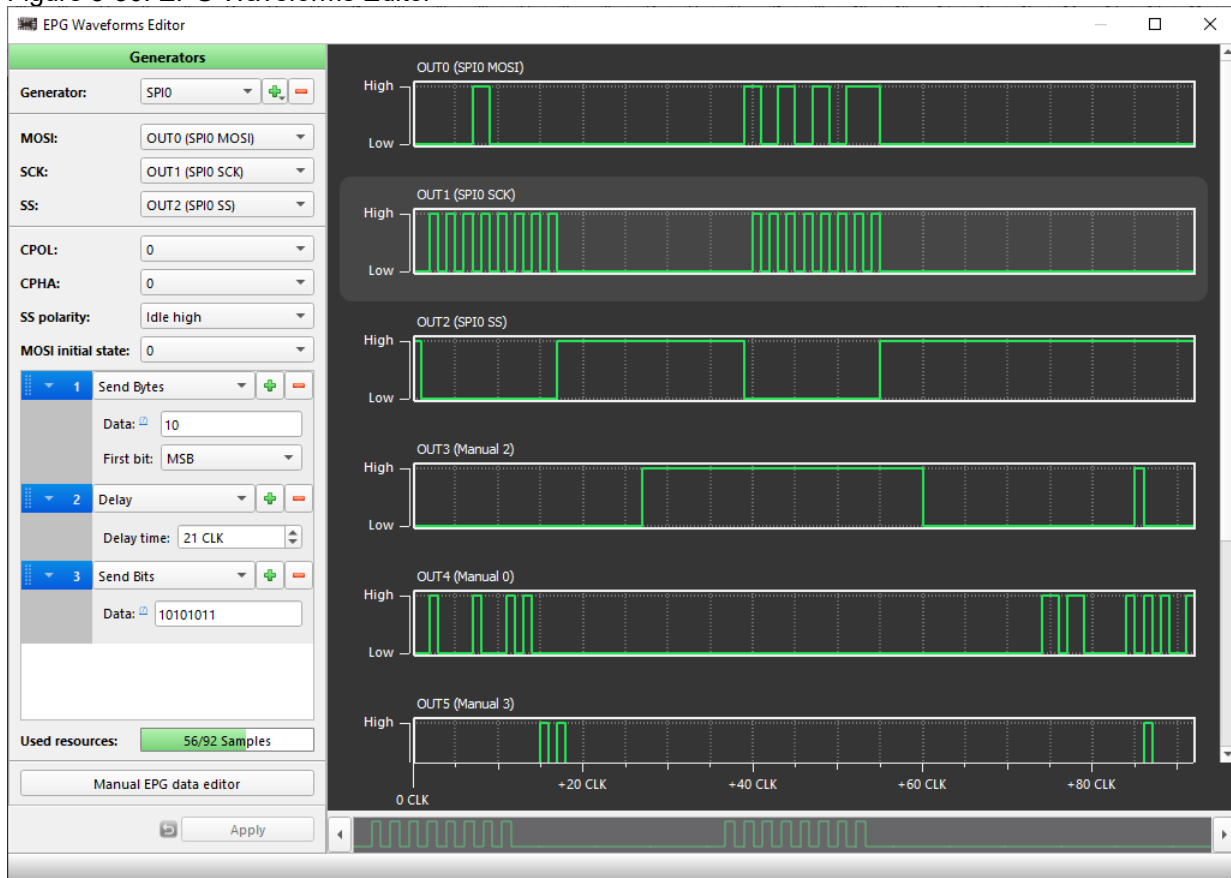 EPG Waveforms Editor
Generators
Generator: SPI0
MOSI: OUT0 (SPI0 MOSI)
SCK: OUT1 (SPI0 SCK)
SS: OUT2 (SPI0 SS)
CPOL: 0
CPHA: 0
SS polarity: Idle high
MOSI initial state: 0
1 Send Bytes
Data: 10
First bit: MSB
2 Delay
Delay time: 21 CLK
3 Send Bits
Data: 10101011
Used resources: 56/92 Samples
Manual EPG data editor
Apply
OUT0 (SPI0 MOSI)
High
Low
OUT1 (SPI0 SCK)
High
Low
OUT2 (SPI0 SS)
High
Low
OUT3 (Manual 2)
High
Low
OUT4 (Manual 0)
High
Low
OUT5 (Manual 3)
High
0 CLK
+20 CLK
+40 CLK
+60 CLK
+80 CLK